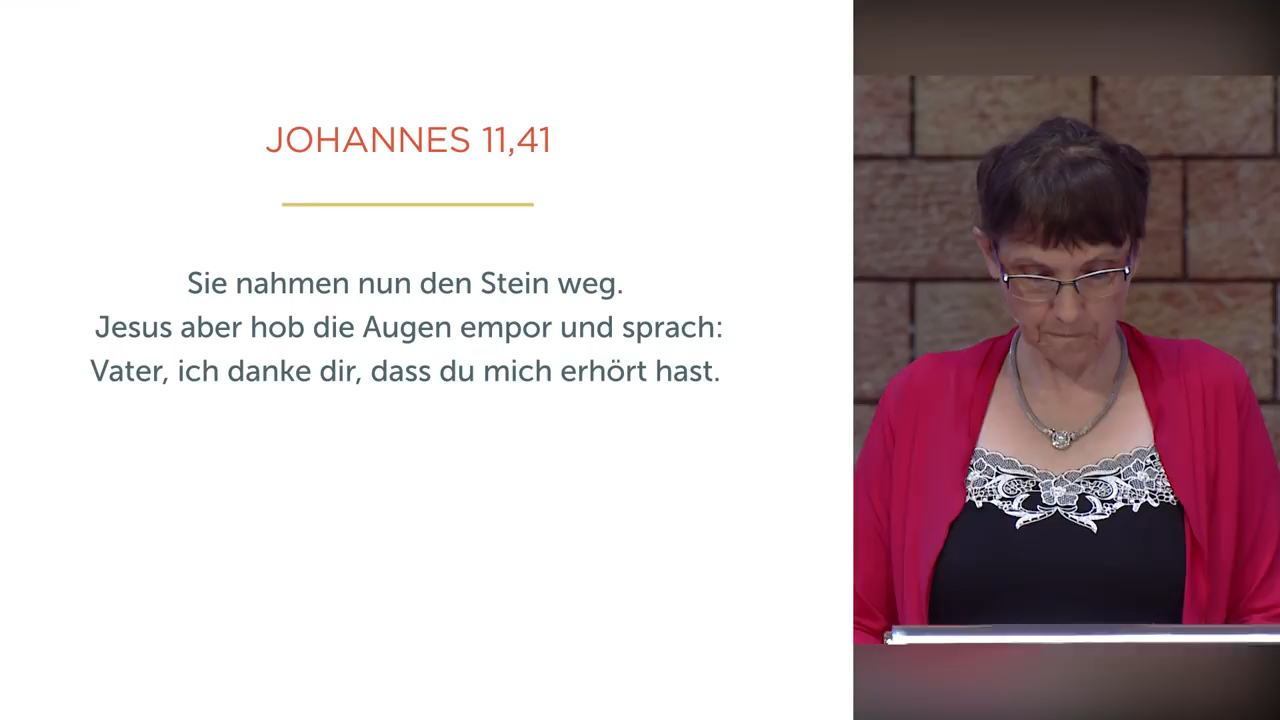 JOHANNES 11,41
Sie nahmen nun den Stein weg.
Jesus aber hob die Augen empor und sprach:
Vater, ich danke dir, dass du mich erhört hast.